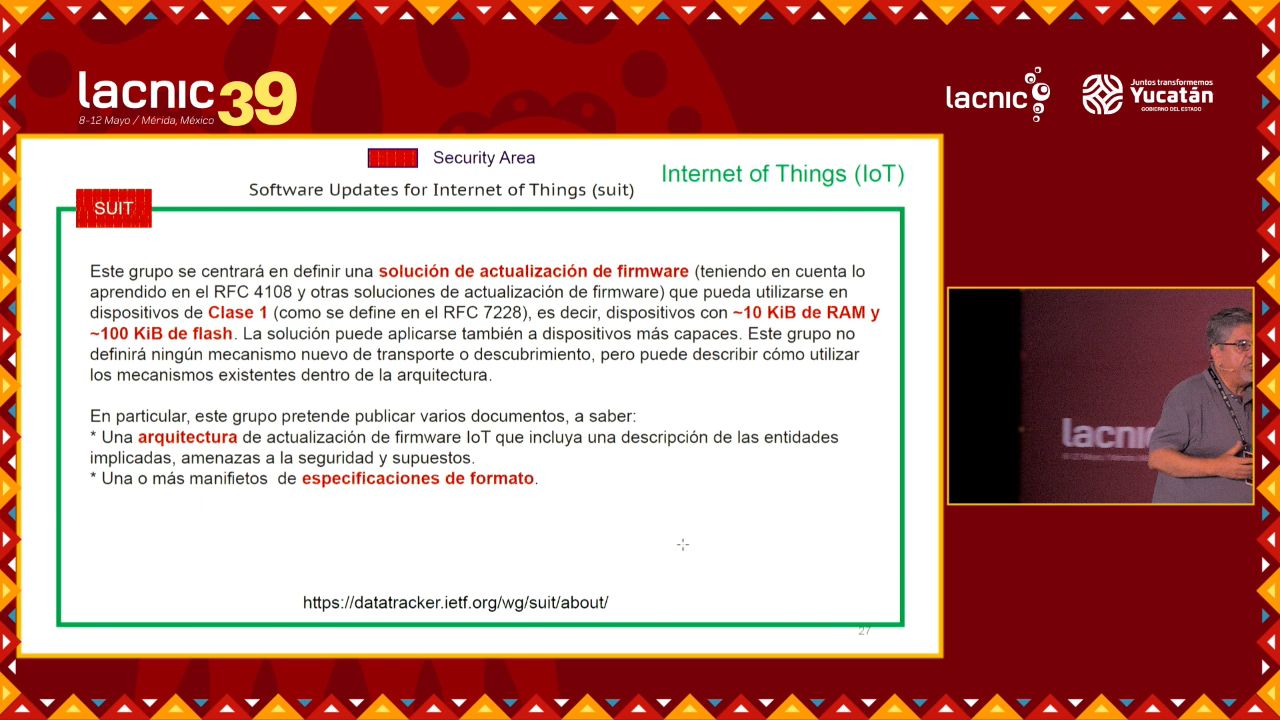 lacnic 39
8-12 Mayo / Mérida, México
lacnic
Juntos transformemos
Yucatán
GOBIERNO DEL ESTADO
Security Area
Internet of Things (IoT)
Software Updates for Internet of Things (suit)
SUIT
Este grupo se centrará en definir una solución de actualización de firmware (teniendo en cuenta lo
aprendido en el RFC 4108 y otras soluciones de actualización de firmware) que pueda utilizarse en
dispositivos de Clase 1 (como se define en el RFC 7228), es decir, dispositivos con ~10 KiB de RAM y
~100 KiB de flash. La solución puede aplicarse también a dispositivos más capaces. Este grupo no
definirá ningún mecanismo nuevo de transporte o descubrimiento, pero puede describir cómo utilizar
los mecanismos existentes dentro de la arquitectura.
En particular, este grupo pretende publicar varios documentos, a saber:
* Una arquitectura de actualización de firmware IoT que incluya una descripción de las entidades
implicadas, amenazas a la seguridad y supuestos.
* Una o más manifietos de especificaciones de formato.
https://datatracker.ietf.org/wg/suit/about/
27
lacnic